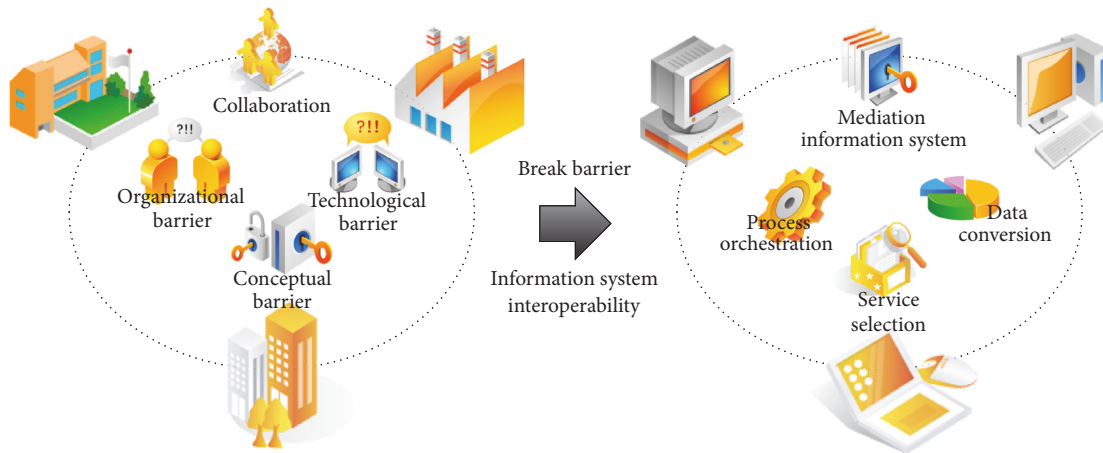 Collaboration
?!!
Organizational
barrier
?!!
Technological
barrier
Conceptual
barrier
Break barrier
Information system
interoperability
Mediation
information system
Process
orchestration
Data
conversion
Service
selection